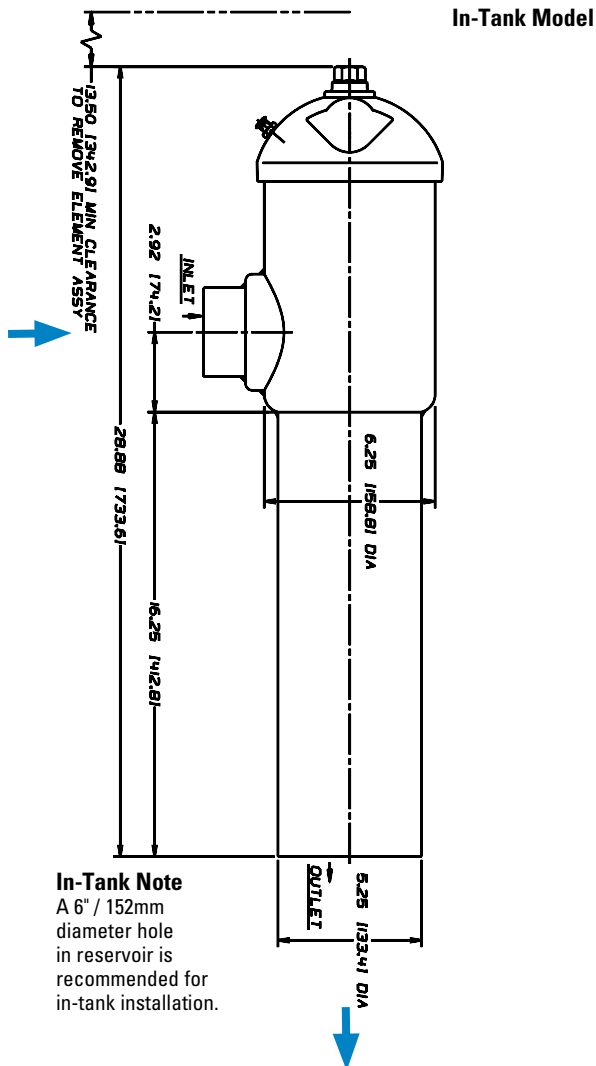 In-Tank Model
13.50 [342.9] MIN CLEARANCE
TO REMOVE ELEMENT ASSY
2.92 [74.2]
INLET
28.88 [733.6]
6.25 [158.8] DIA
16.25 [412.8]
OUTLET
5.25 [133.4] DIA
In-Tank Note
A 6" / 152mm
diameter hole
in reservoir is
recommended for
in-tank installation.